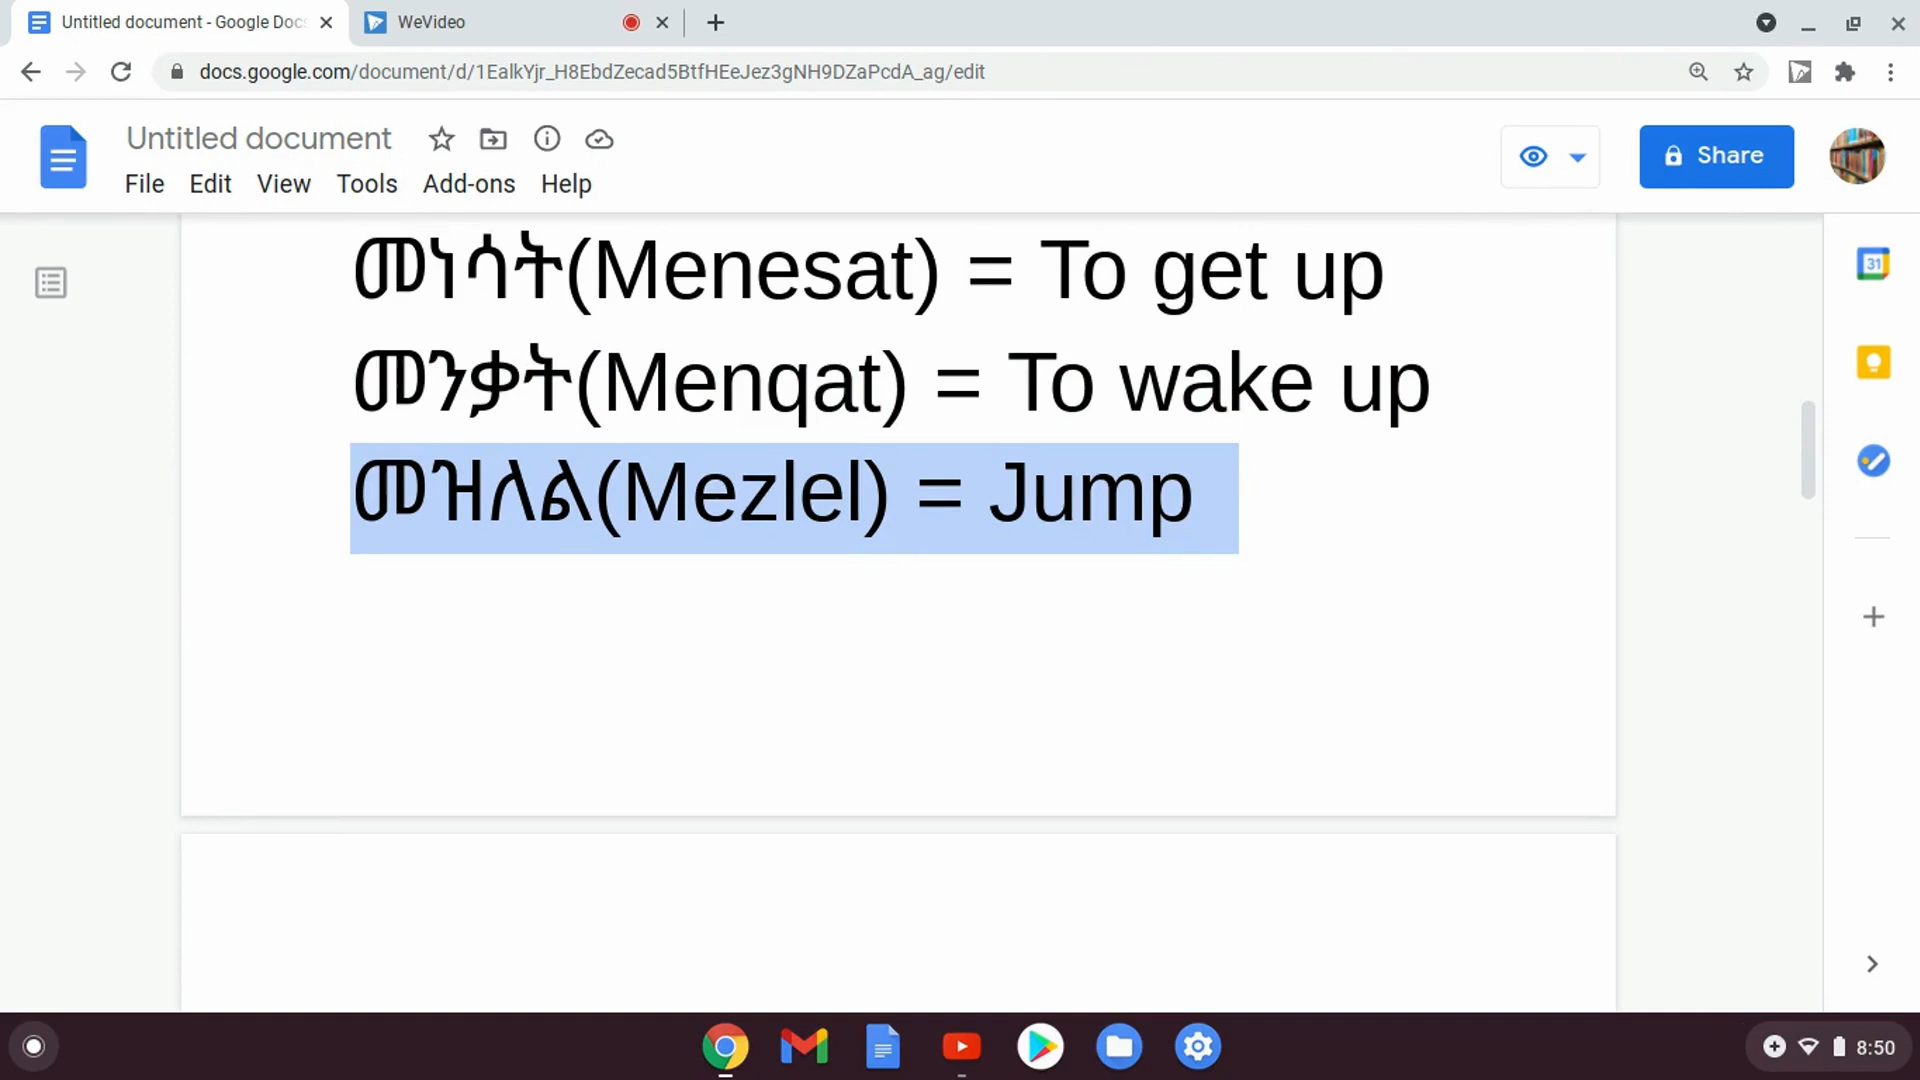 Untitled document - Google Doc
WeVideo
docs.google.com/document/d/1EalkYjr_H8EbdZecad5BtfHEeJez3gNH9DZaPcdA_ag/edit
Untitled document
File Edit View Tools Add-ons Help
Share
31
መነሳት(Menesat) = To get up
መንቃት(Menqat) = To wake up
መዝለል(Mezlel) = Jump
8:50